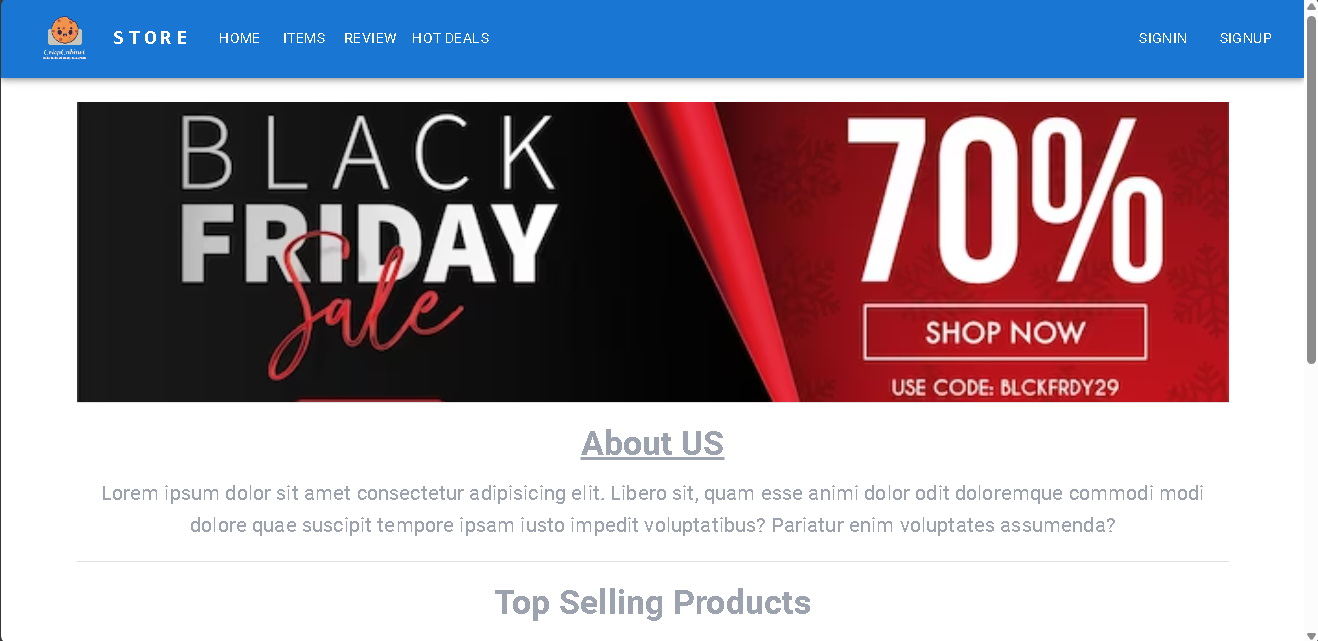 STORE HOME ITEMS REVIEW HOT DEALS SIGNIN SIGNUP
BLACK
FRIDAY
Sale
70%
SHOP NOW
USE CODE: BLCKFRDY29
About US
Lorem ipsum dolor sit amet consectetur adipisicing elit. Libero sit, quam esse animi dolor odit doloremque commodi modi
dolore quae suscipit tempore ipsam iusto impedit voluptatibus? Pariatur enim voluptates assumenda?
Top Selling Products